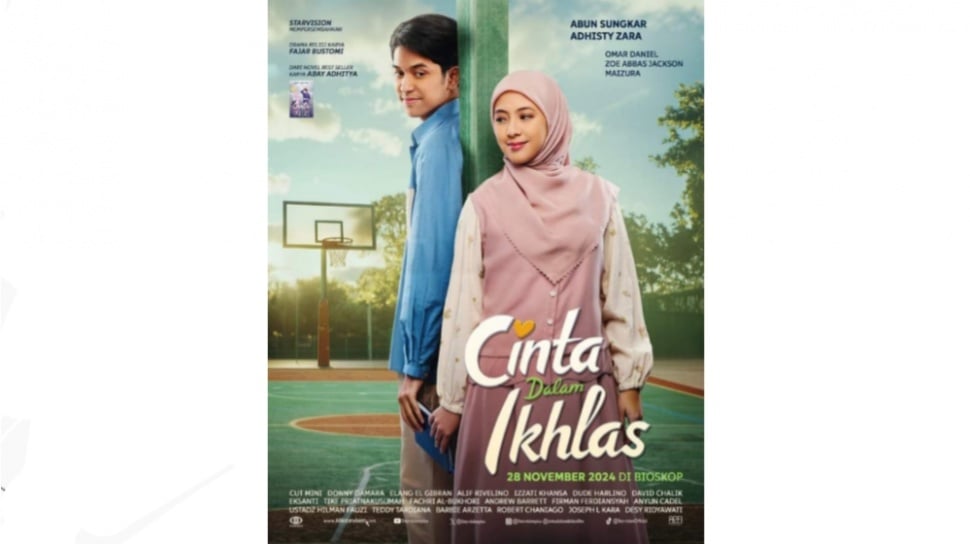 STARVISION
MEMPERSEMBAHKAN
DRAMA RELIGI KARYA
FAJAR BUSTOMI
DARI NOVEL BEST SELLER
KARYA ABAY ADHITYA
ABUN SUNGKAR
ADHISTY ZARA
OMAR DANIEL
ZOE ABBAS JACKSON
MAIZURA
Cinta
Dalam
Ikhlas
28 NOVEMBER 2024 DI BIOSKOP
CUT MINI DONNY DAMARA ELANG EL GIBRAN ALIF RIVELINO IZZATI KHANSA DUDE HARLINO DAVID CHALIK
EKSANTI TIKE PRIATNAKUSUMAH FACHRI AL-BUKHORI ANDREW BARRETT FIRMAN FERDIANSYAH ANYUN CADEL
USTADZ HILMAN FAUZI TEDDY TARDIANA BARBIE ARZETTA ROBERT CHANIAGO JOSEPH L KARA DESY RIDYAWATI